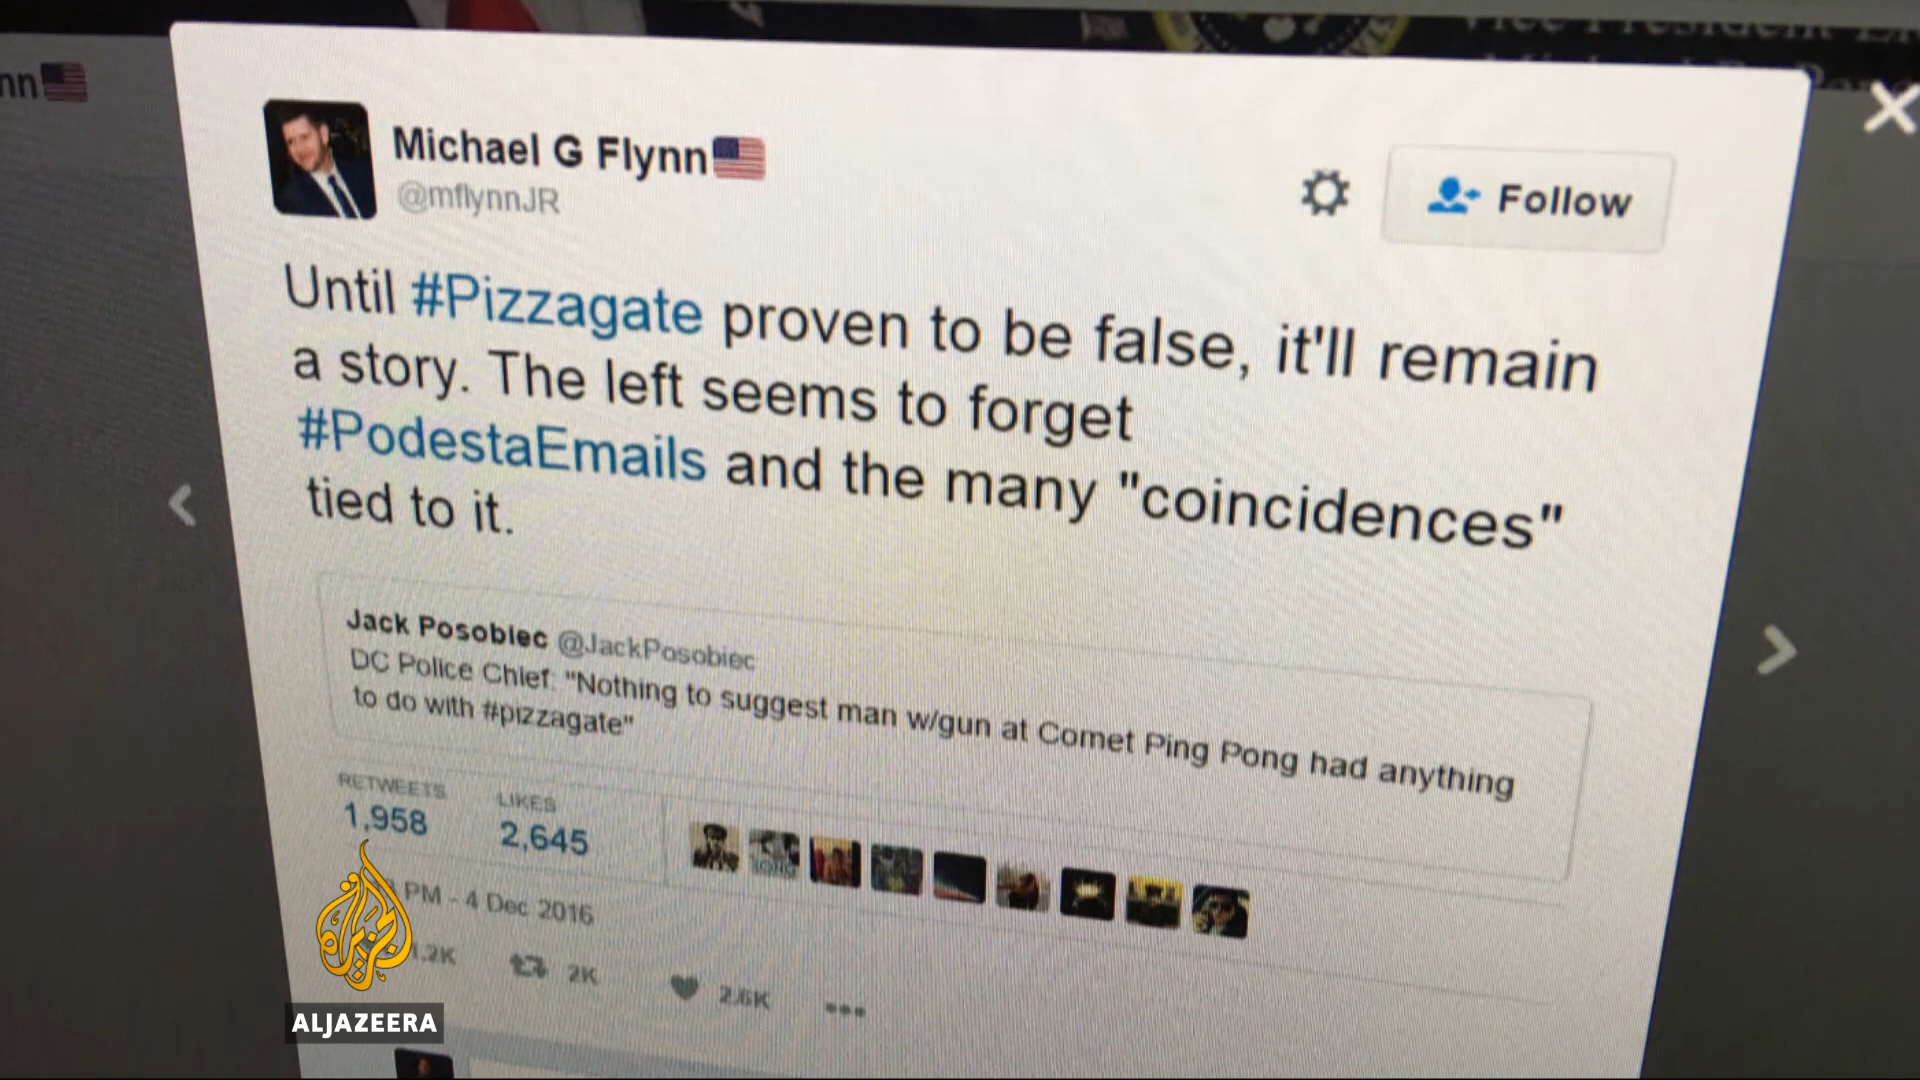 Michael G Flynn
@mflynnJR
Follow
Until #Pizzagate proven to be false, it'll remain
a story. The left seems to forget
#PodestaEmails and the many "coincidences"
tied to it.
Jack Posobiec @JackPosobiec
DC Police Chief: "Nothing to suggest man w/gun at Comet Ping Pong had anything
to do with #pizzagate"
RETWEETS LIKES
1,958 2,645
PM - 4 Dec 2016
1.2K 2K 2.6K
ALJAZEERA